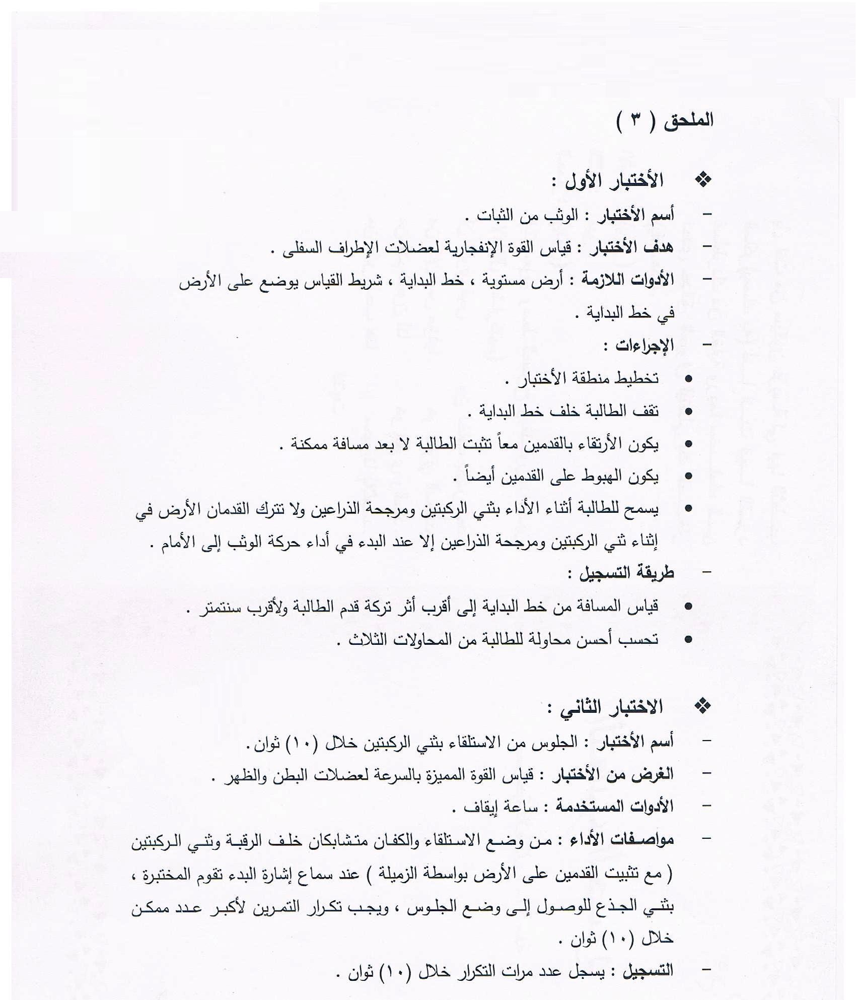 الملحق ( ٣ )
❖ الأختبار الأول :
- أسم الأختبار : الوثب من الثبات .
- هدف الأختبار : قياس القوة الإنفجارية لعضلات الإطراف السفلى .
- الأدوات اللازمة : أرض مستوية ، خط البداية ، شريط القياس يوضع على الأرض
في خط البداية .
- الإجراءات :
• تخطيط منطقة الأختبار .
• تقف الطالبة خلف خط البداية .
• يكون الأرتقاء بالقدمين معاً تثبت الطالبة لا بعد مسافة ممكنة .
• يكون الهبوط على القدمين أيضاً .
• يسمح للطالبة أثناء الأداء بثني الركبتين ومرجحة الذراعين ولا تترك القدمان الأرض في
إثناء ثني الركبتين ومرجحة الذراعين إلا عند البدء في أداء حركة الوثب إلى الأمام .
- طريقة التسجيل :
• قياس المسافة من خط البداية إلى أقرب أثر تركة قدم الطالبة ولأقرب سنتمتر .
• تحسب أحسن محاولة للطالبة من المحاولات الثلاث .
❖ الاختبار الثاني :
- أسم الأختبار : الجلوس من الاستلقاء بثني الركبتين خلال (١٠) ثوان.
- الغرض من الأختبار : قياس القوة المميزة بالسرعة لعضلات البطن والظهر .
- الأدوات المستخدمة : ساعة إيقاف .
- مواصفات الأداء : من وضع الاستلقاء والكفان متشابكان خلف الرقبة وثني الركبتين
( مع تثبيت القدمين على الأرض بواسطة الزميلة ) عند سماع إشارة البدء تقوم المختبرة ،
بثني الجذع للوصول إلى وضع الجلوس ، ويجب تكرار التمرين لأكبر عدد ممكن
خلال (١٠) ثوان .
- التسجيل : يسجل عدد مرات التكرار خلال (١٠) ثوان .